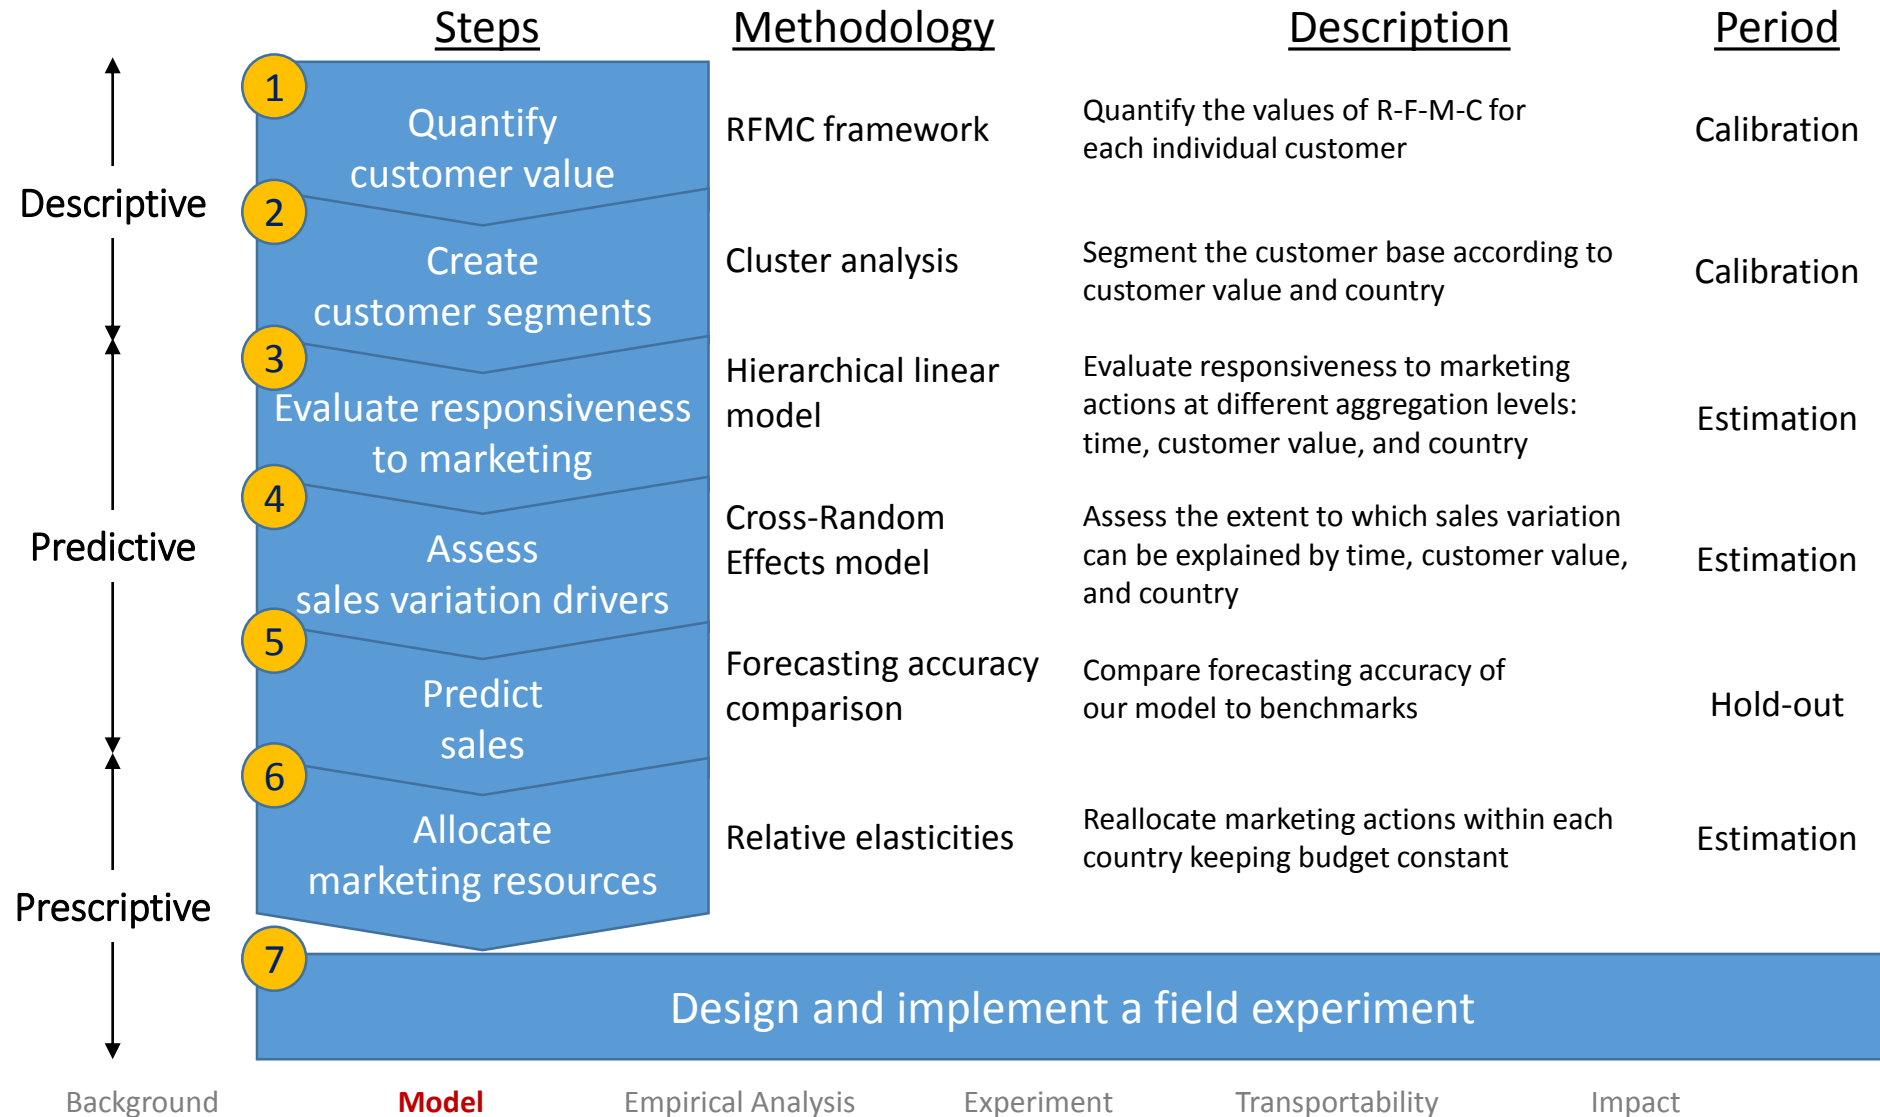 Steps
Methodology
Description
Period
Descriptive
Predictive
Prescriptive
1
Quantify
customer value
RFMC framework
Quantify the values of R-F-M-C for
each individual customer
Calibration
2
Create
customer segments
Cluster analysis
Segment the customer base according to
customer value and country
Calibration
3
Evaluate responsiveness
to marketing
Hierarchical linear
model
Evaluate responsiveness to marketing
actions at different aggregation levels:
time, customer value, and country
Estimation
4
Assess
sales variation drivers
Cross-Random
Effects model
Assess the extent to which sales variation
can be explained by time, customer value,
and country
Estimation
5
Predict
sales
Forecasting accuracy
comparison
Compare forecasting accuracy of
our model to benchmarks
Hold-out
6
Allocate
marketing resources
Relative elasticities
Reallocate marketing actions within each
country keeping budget constant
Estimation
7
Design and implement a field experiment
Background
Model
Empirical Analysis
Experiment
Transportability
Impact